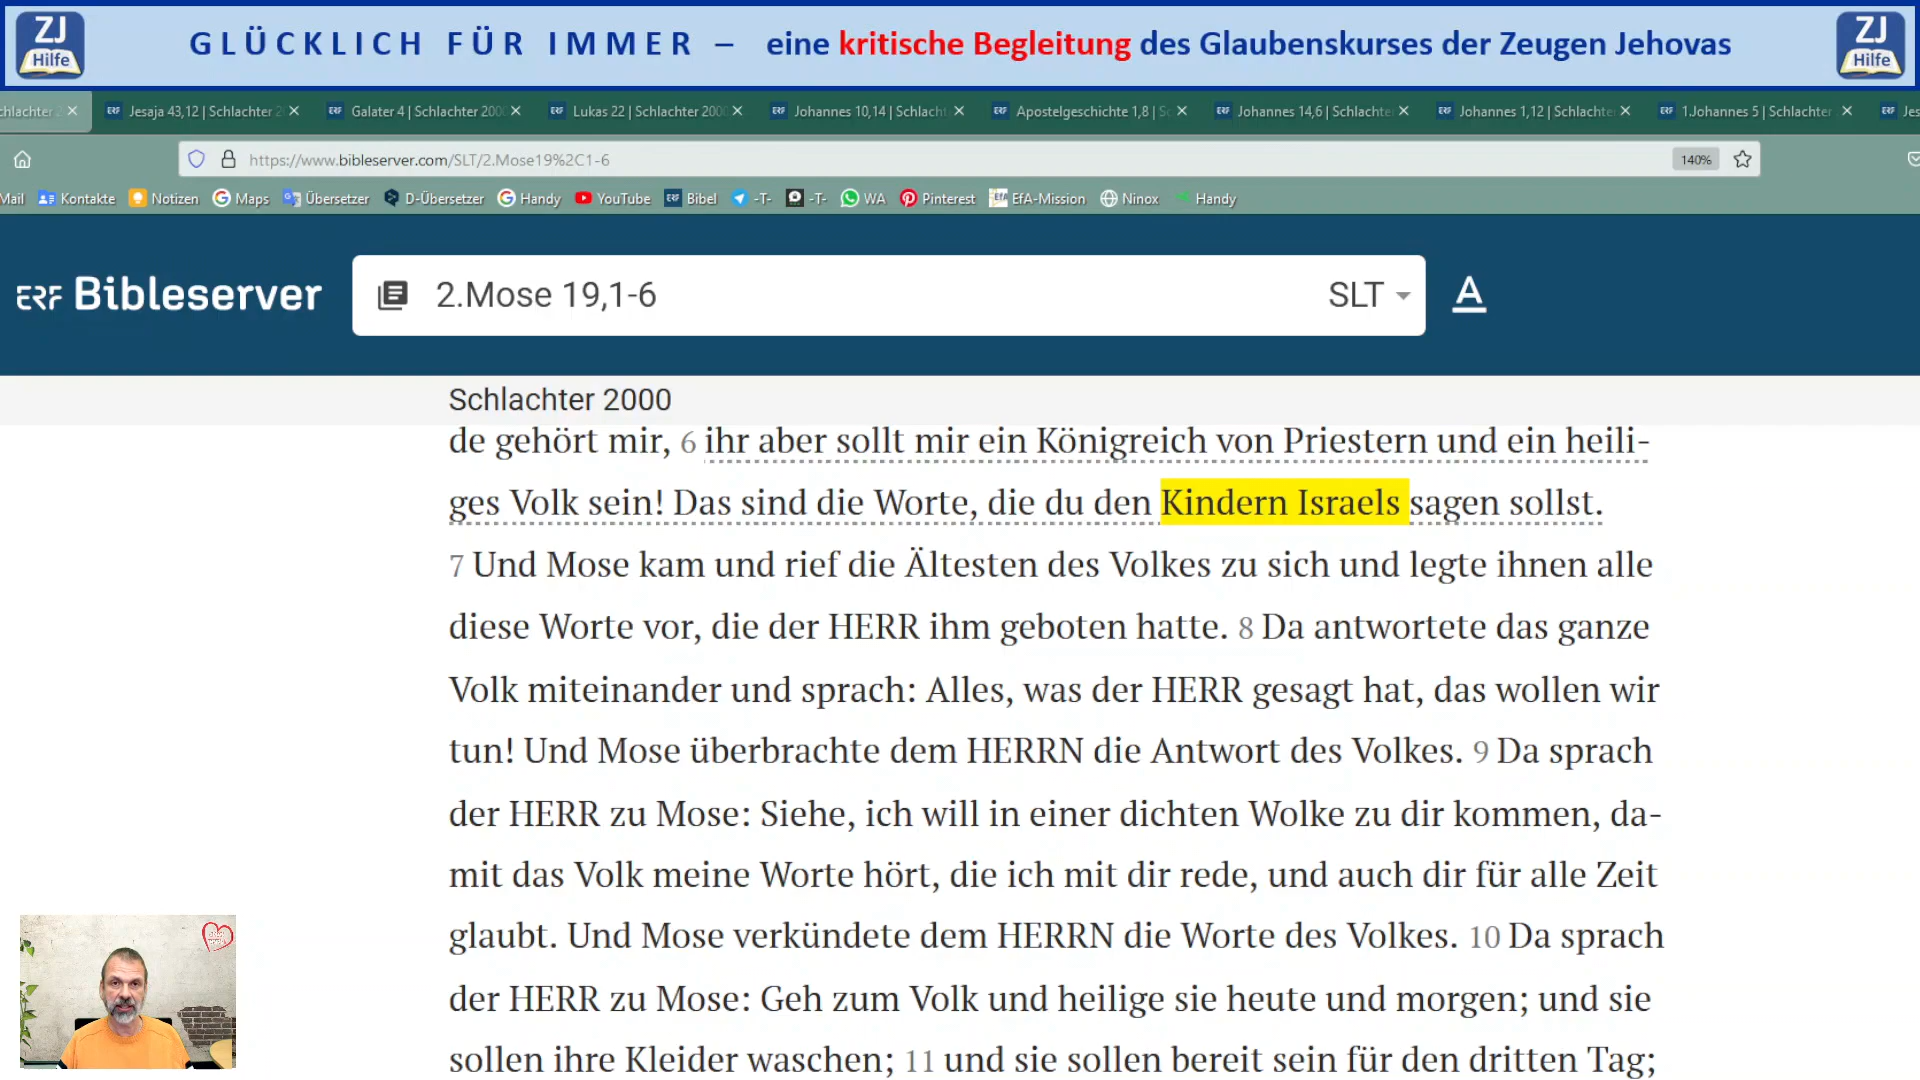 ZJ Hilfe
GLÜCKLICH FÜR IMMER – eine kritische Begleitung des Glaubenskurses der Zeugen Jehovas
ZJ Hilfe
Jesaja 43,12 | Schlachter 2 Galater 4 | Schlachter 2000 Lukas 22 | Schlachter 2000 Johannes 10,14 | Schlacht Apostelgeschichte 1,8 | Sc Johannes 14,6 | Schlachter Johannes 1,12 | Schlachter 1.Johannes 5 | Schlachter Jes
https://www.bibleserver.com/SLT/2.Mose19%2C1-6 140%
Mail Kontakte Notizen Maps Übersetzer D-Übersetzer Handy YouTube Bibel -T- -T- WA Pinterest EfA-Mission Ninox Handy
ERF Bibleserver 2.Mose 19,1-6 SLT A
Schlachter 2000
de gehört mir, 6 ihr aber sollt mir ein Königreich von Priestern und ein heili-
ges Volk sein! Das sind die Worte, die du den Kindern Israels sagen sollst.
7 Und Mose kam und rief die Ältesten des Volkes zu sich und legte ihnen alle
diese Worte vor, die der HERR ihm geboten hatte. 8 Da antwortete das ganze
Volk miteinander und sprach: Alles, was der HERR gesagt hat, das wollen wir
tun! Und Mose überbrachte dem HERRN die Antwort des Volkes. 9 Da sprach
der HERR zu Mose: Siehe, ich will in einer dichten Wolke zu dir kommen, da-
mit das Volk meine Worte hört, die ich mit dir rede, und auch dir für alle Zeit
glaubt. Und Mose verkündete dem HERRN die Worte des Volkes. 10 Da sprach
der HERR zu Mose: Geh zum Volk und heilige sie heute und morgen; und sie
sollen ihre Kleider waschen; 11 und sie sollen bereit sein für den dritten Tag;